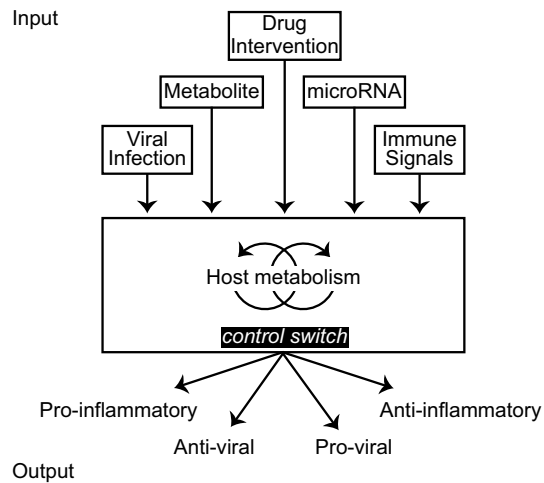 Input
Drug
Intervention
Metabolite
microRNA
Viral
Infection
Immune
Signals
Host metabolism
control switch
Pro-inflammatory
Anti-inflammatory
Anti-viral
Pro-viral
Output